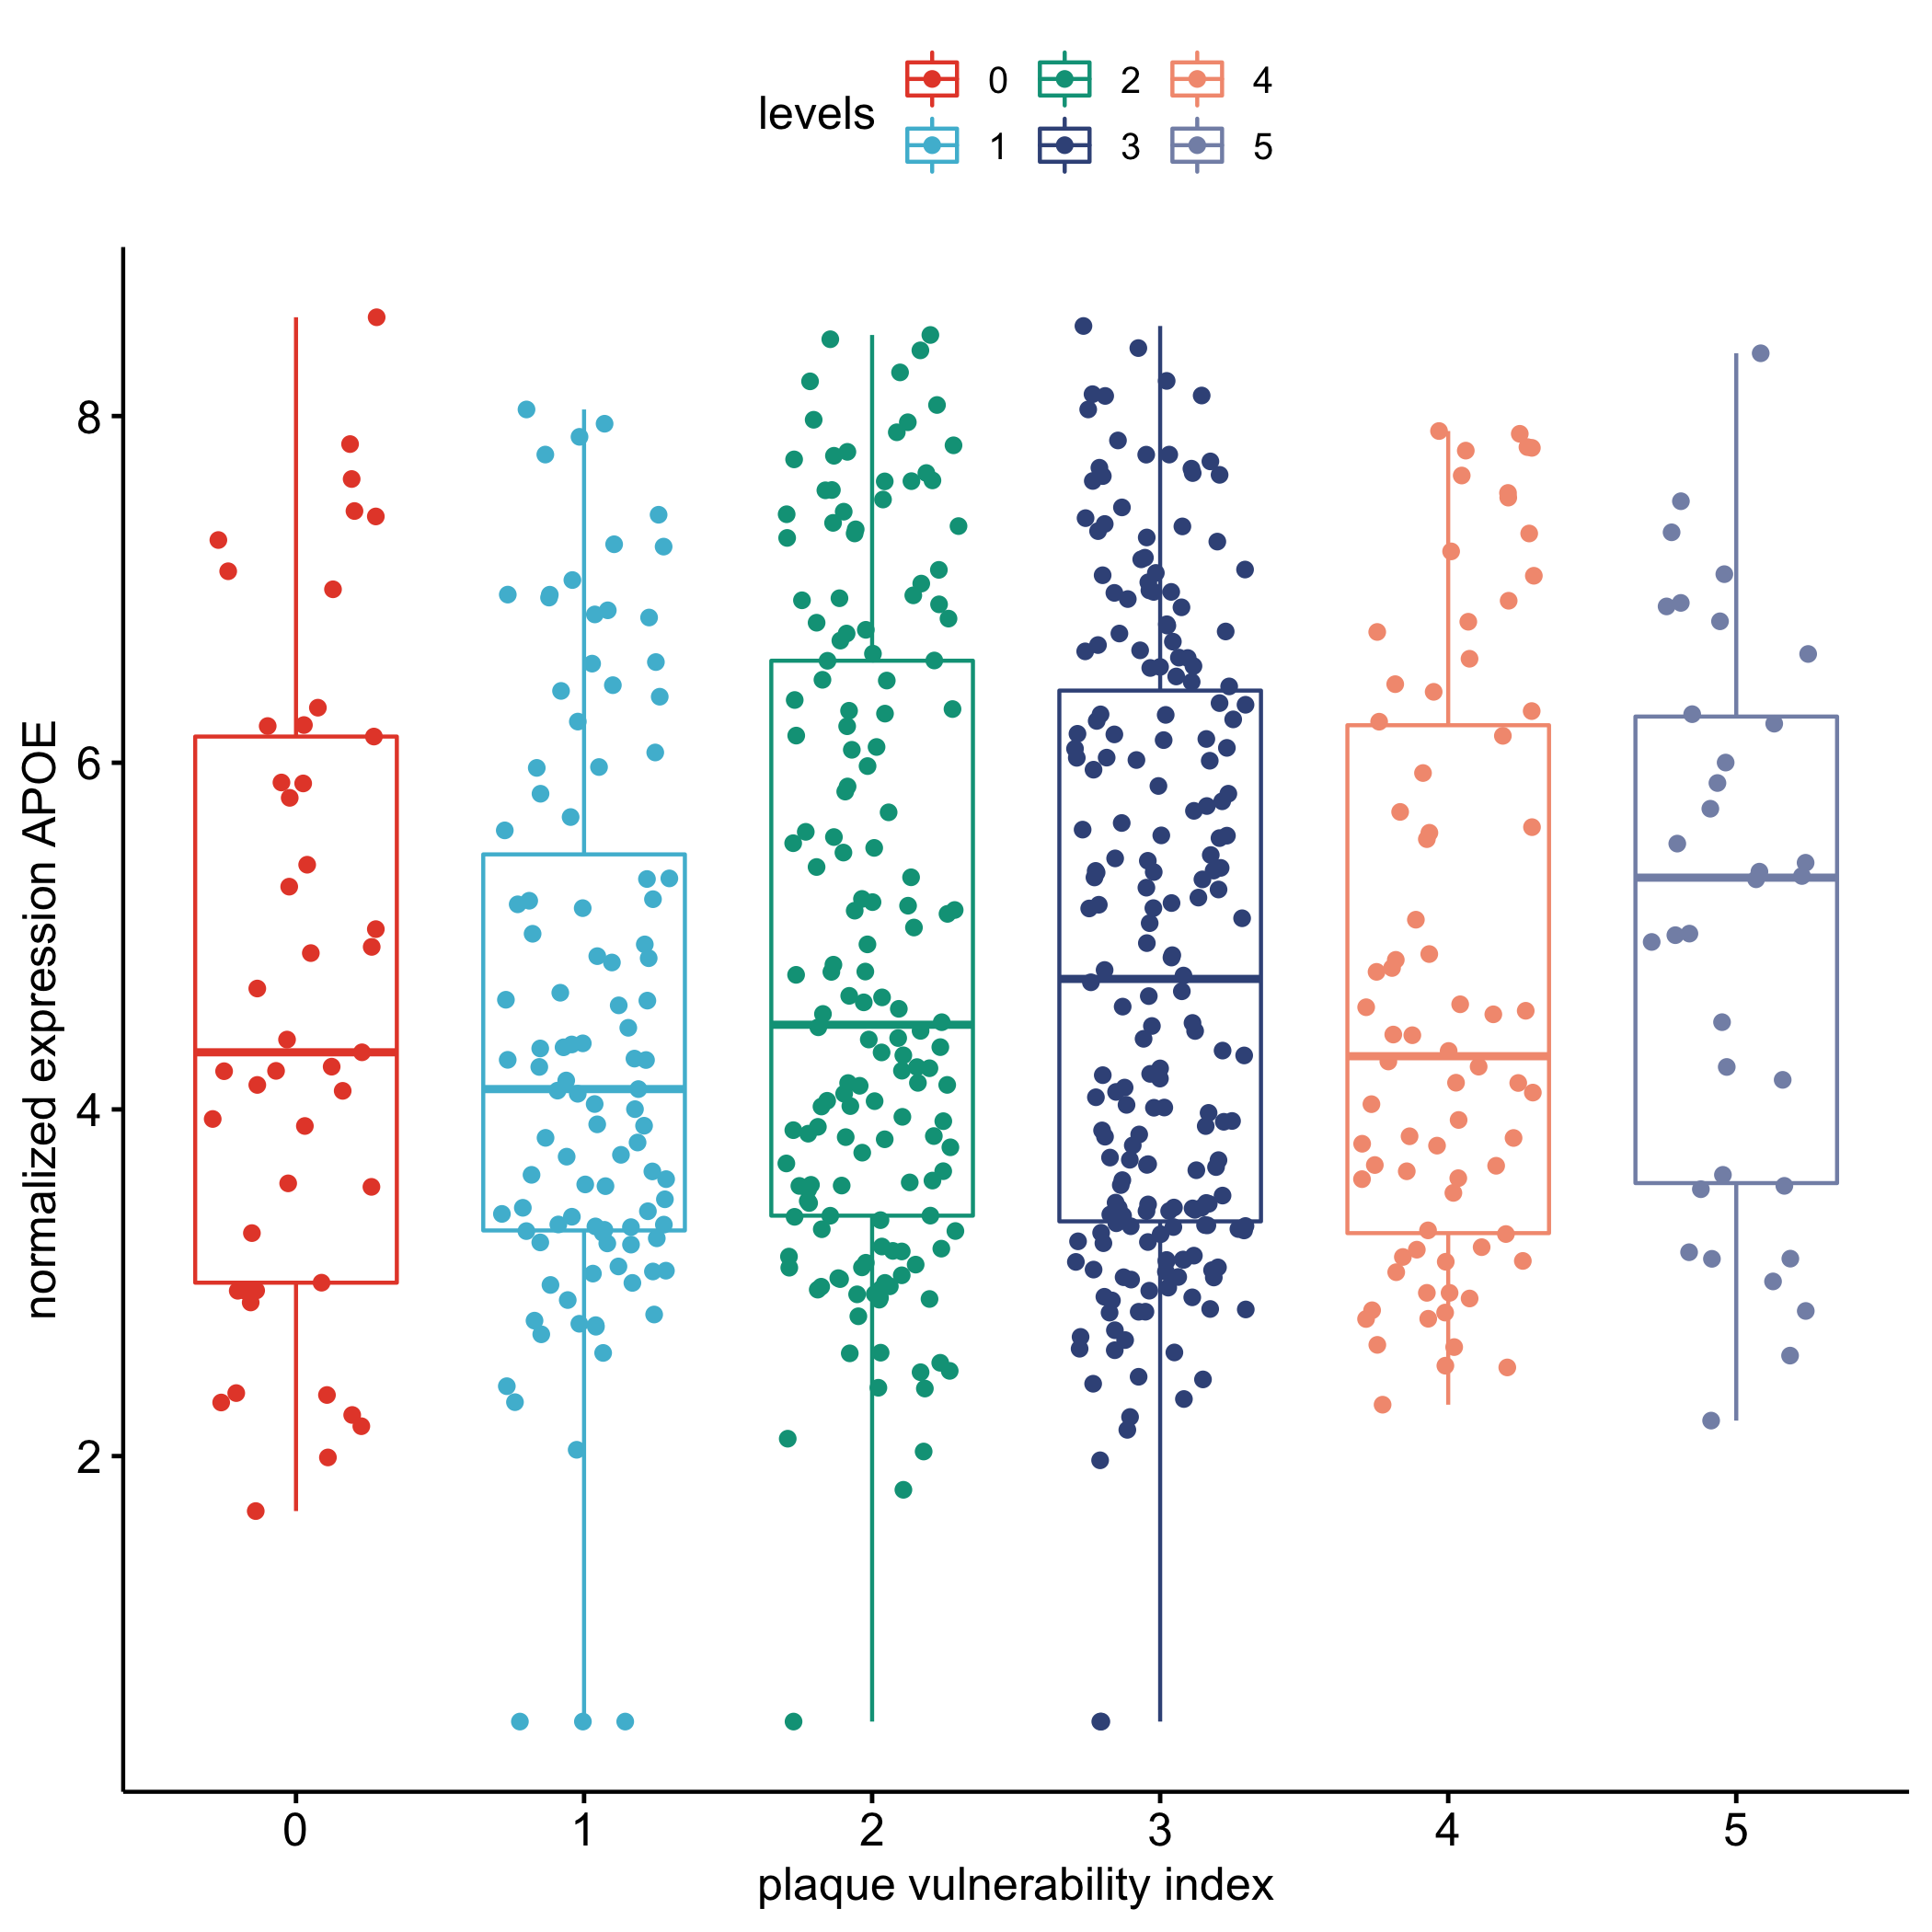 levels
0 2 4
1 3 5
normalized expression APOE
8
6
4
2
0 1 2 3 4 5
plaque vulnerability index